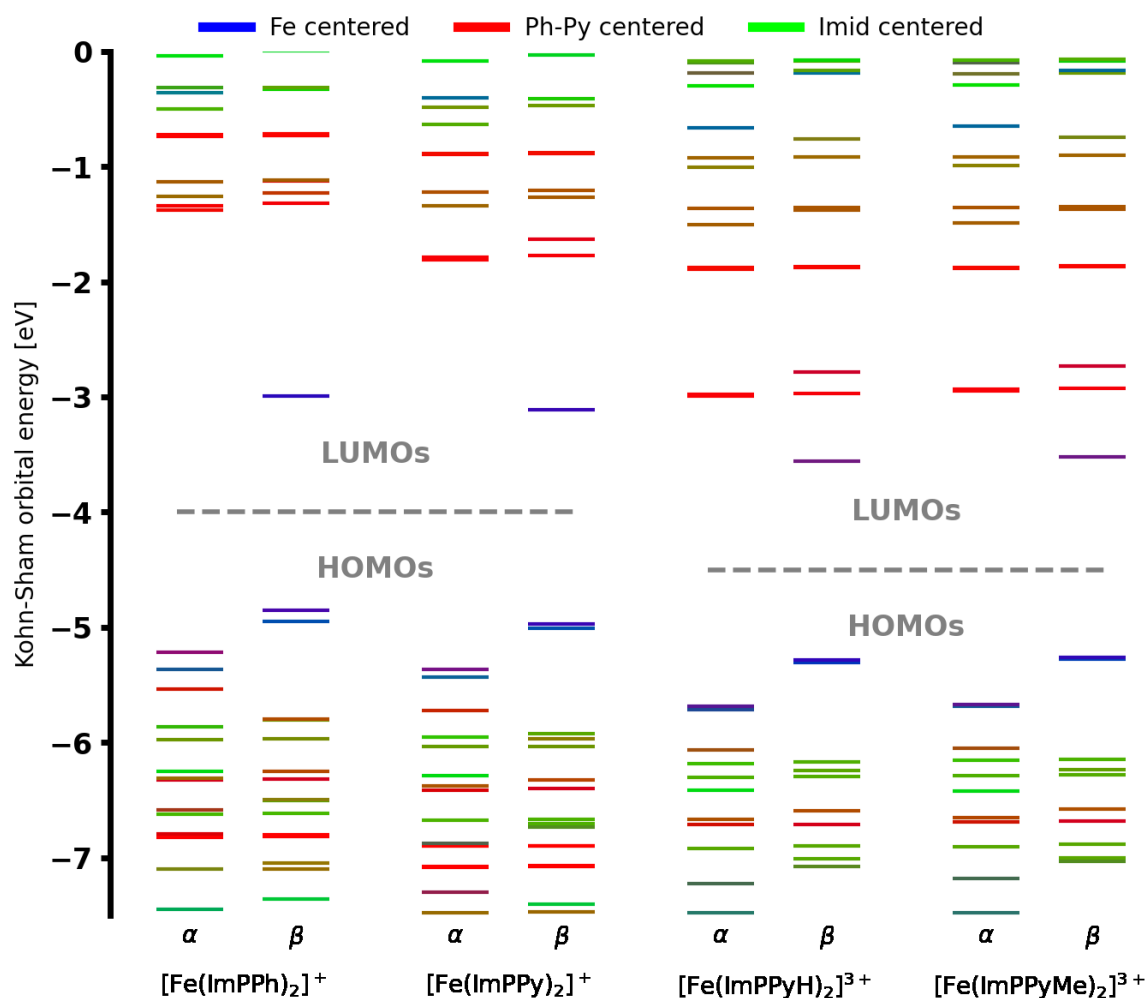 Fe centered Ph-Py centered Imid centered
0
−1
−2
−3
−4
−5
−6
−7
Kohn-Sham orbital energy [eV]
LUMOs
HOMOs
LUMOs
HOMOs
α β α β α β α β
[Fe(ImPPh)₂]⁺ [Fe(ImPPy)₂]⁺ [Fe(ImPPyH)₂]³⁺ [Fe(ImPPyMe)₂]³⁺